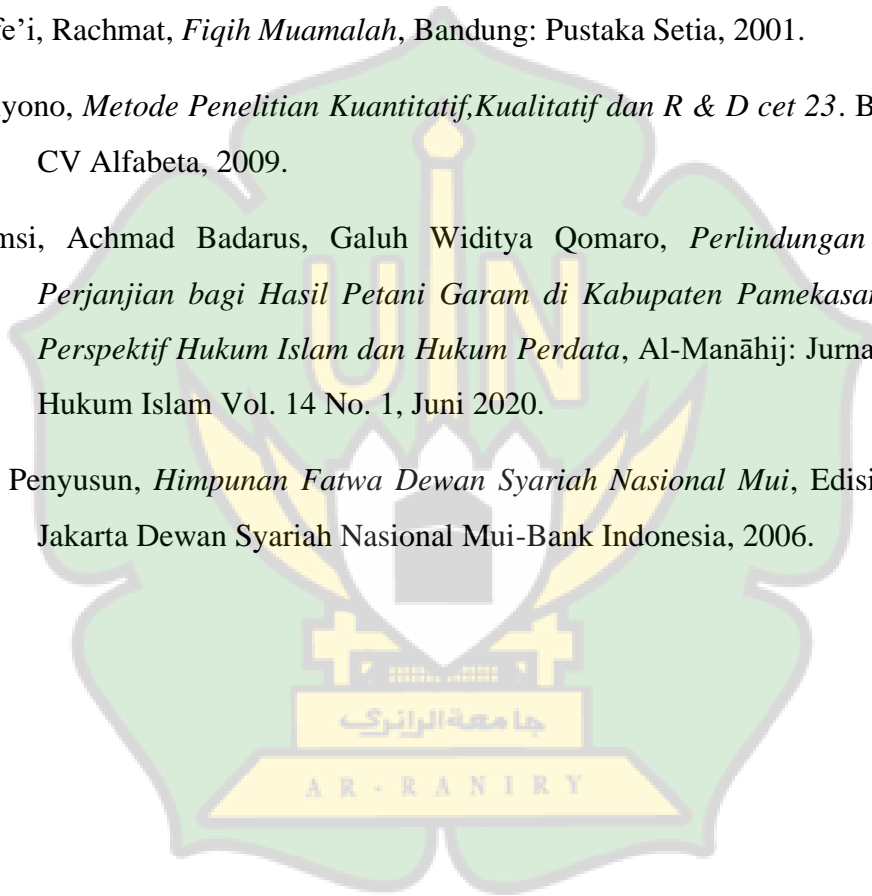 fe’i, Rachmat, Fiqih Muamalah, Bandung: Pustaka Setia, 2001.
yono, Metode Penelitian Kuantitatif,Kualitatif dan R & D cet 23. B
CV Alfabeta, 2009.
msi, Achmad Badarus, Galuh Widitya Qomaro, Perlindungan
Perjanjian bagi Hasil Petani Garam di Kabupaten Pamekasan
Perspektif Hukum Islam dan Hukum Perdata, Al-Manāhij: Jurna
Hukum Islam Vol. 14 No. 1, Juni 2020.
Penyusun, Himpunan Fatwa Dewan Syariah Nasional Mui, Edisi
Jakarta Dewan Syariah Nasional Mui-Bank Indonesia, 2006.
UIN
جامعةالرانري
AR-RANIRY